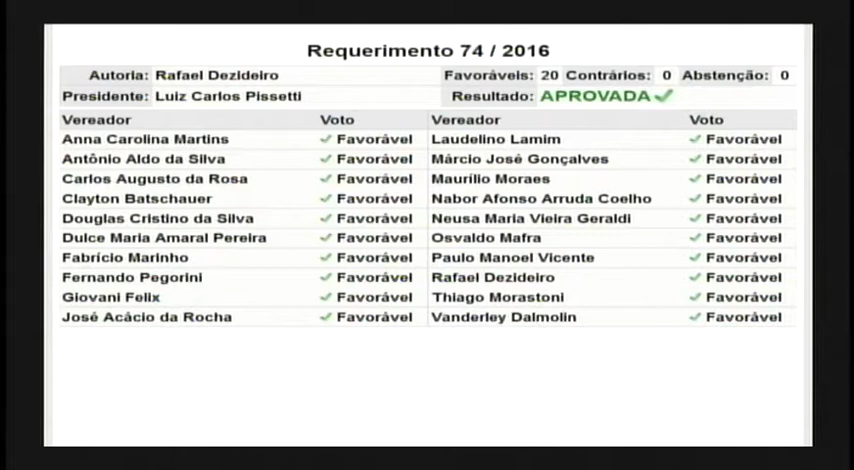 Requerimento 74 / 2016
Autoria: Rafael Dezideiro Favoráveis: 20 Contrários: 0 Abstenção: 0
Presidente: Luiz Carlos Pissetti Resultado: APROVADA
Vereador Voto Vereador Voto
Anna Carolina Martins Favorável Laudelino Lamim Favorável
Antônio Aldo da Silva Favorável Márcio José Gonçalves Favorável
Carlos Augusto da Rosa Favorável Maurílio Moraes Favorável
Clayton Batschauer Favorável Nabor Afonso Arruda Coelho Favorável
Douglas Cristino da Silva Favorável Neusa Maria Vieira Geraldi Favorável
Dulce Maria Amaral Pereira Favorável Osvaldo Mafra Favorável
Fabrício Marinho Favorável Paulo Manoel Vicente Favorável
Fernando Pegorini Favorável Rafael Dezideiro Favorável
Giovani Felix Favorável Thiago Morastoni Favorável
José Acácio da Rocha Favorável Vanderley Dalmolin Favorável